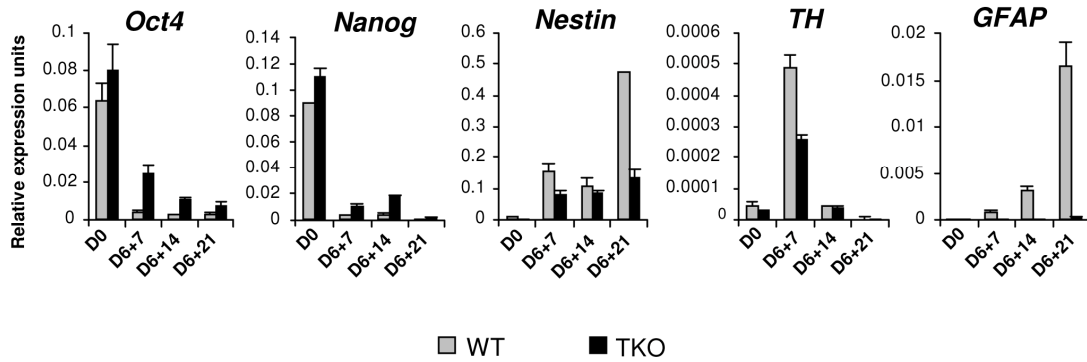 Oct4
Nanog
Nestin
TH
GFAP
Relative expression units
0.1
0.08
0.06
0.04
0.02
0
D0
D6+7
D6+14
D6+21
0.14
0.12
0.1
0.08
0.06
0.04
0.02
0
D0
D6+7
D6+14
D6+21
0.6
0.5
0.4
0.3
0.2
0.1
0
D0
D6+7
D6+14
D6+21
0.0006
0.0005
0.0004
0.0003
0.0002
0.0001
0
D0
D6+7
D6+14
D6+21
0.02
0.015
0.01
0.005
0
D0
D6+7
D6+14
D6+21
WT
TKO